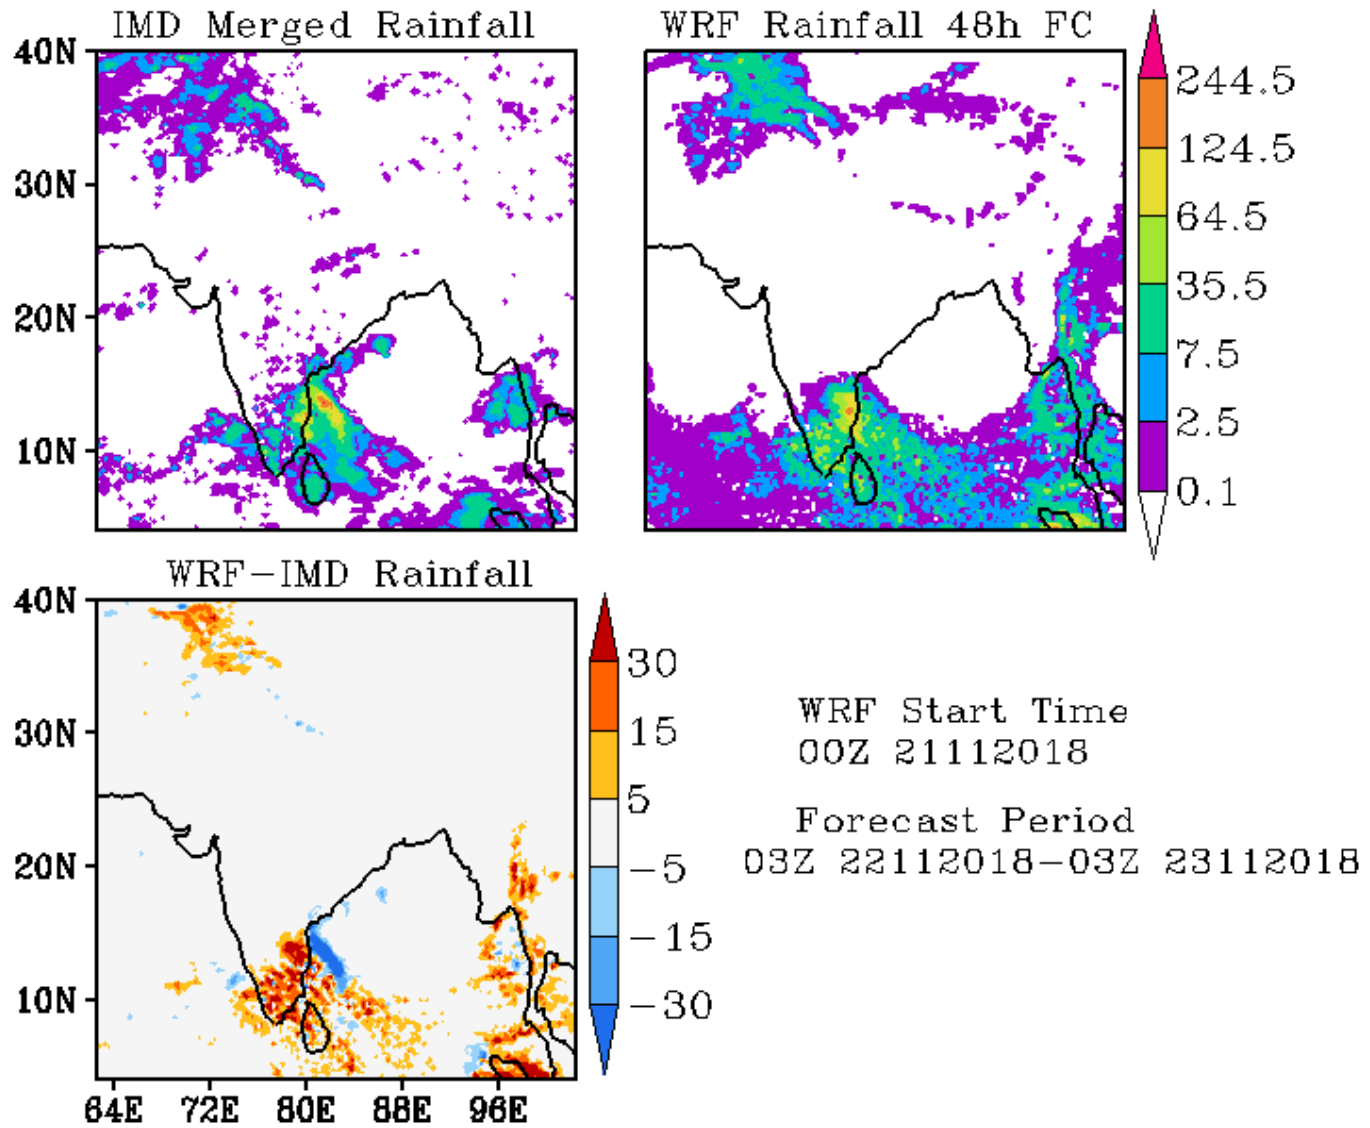 IMD Merged Rainfall
WRF Rainfall 48h FC
40N
30N
20N
10N
244.5
124.5
64.5
35.5
7.5
2.5
0.1
WRF-IMD Rainfall
40N
30N
20N
10N
64E 72E 80E 88E 96E
30
15
5
-5
-15
-30
WRF Start Time
00Z 21112018
Forecast Period
03Z 22112018-03Z 23112018